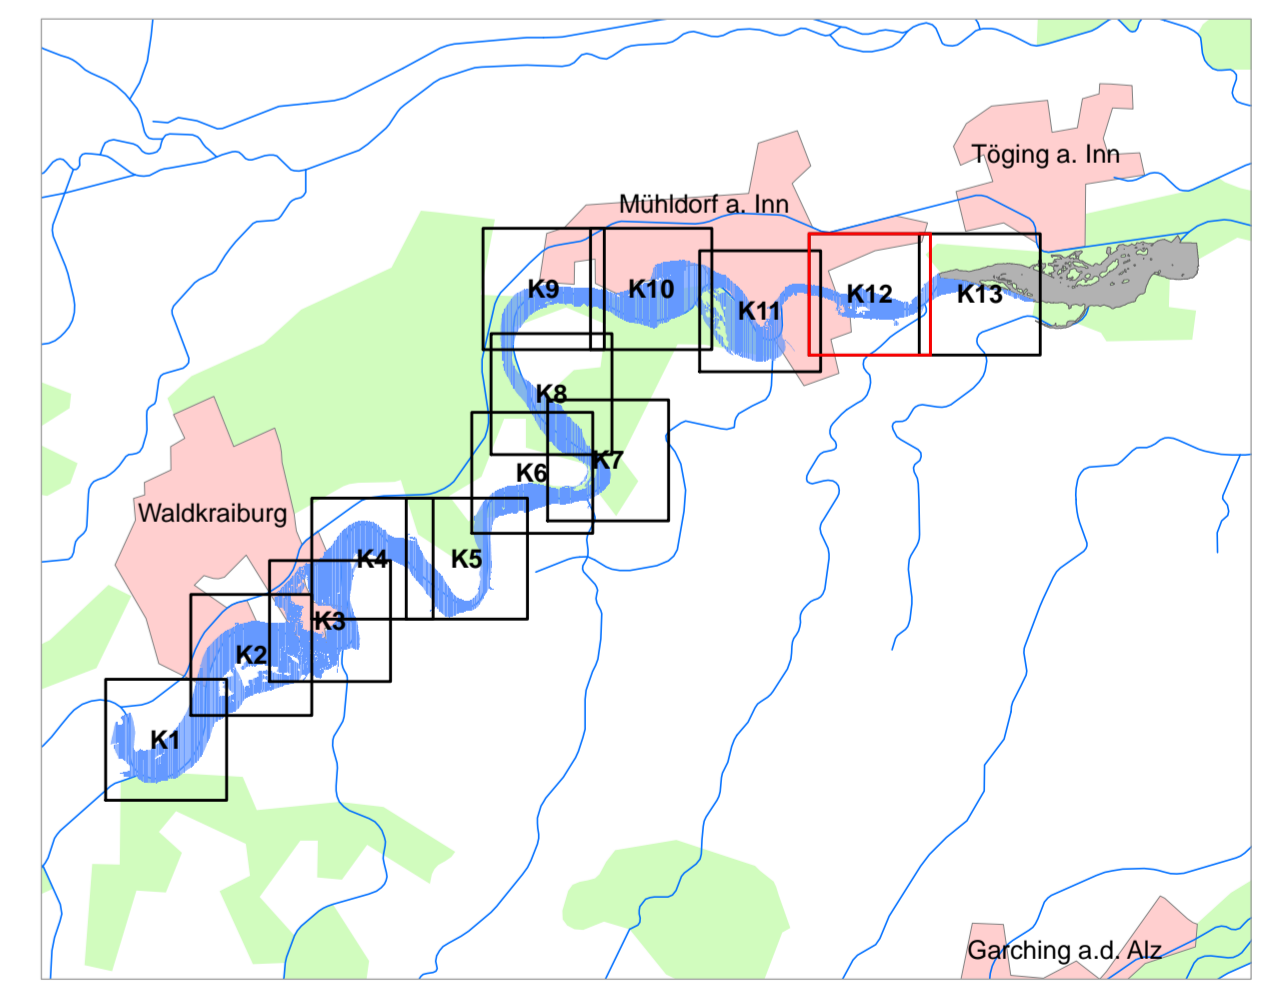 Töging a. Inn
Mühldorf a. Inn
K9
K10
K11
K12
K13
K8
K7
K6
Waldkraiburg
K4
K5
K3
K2
K1
Garching a.d. Alz